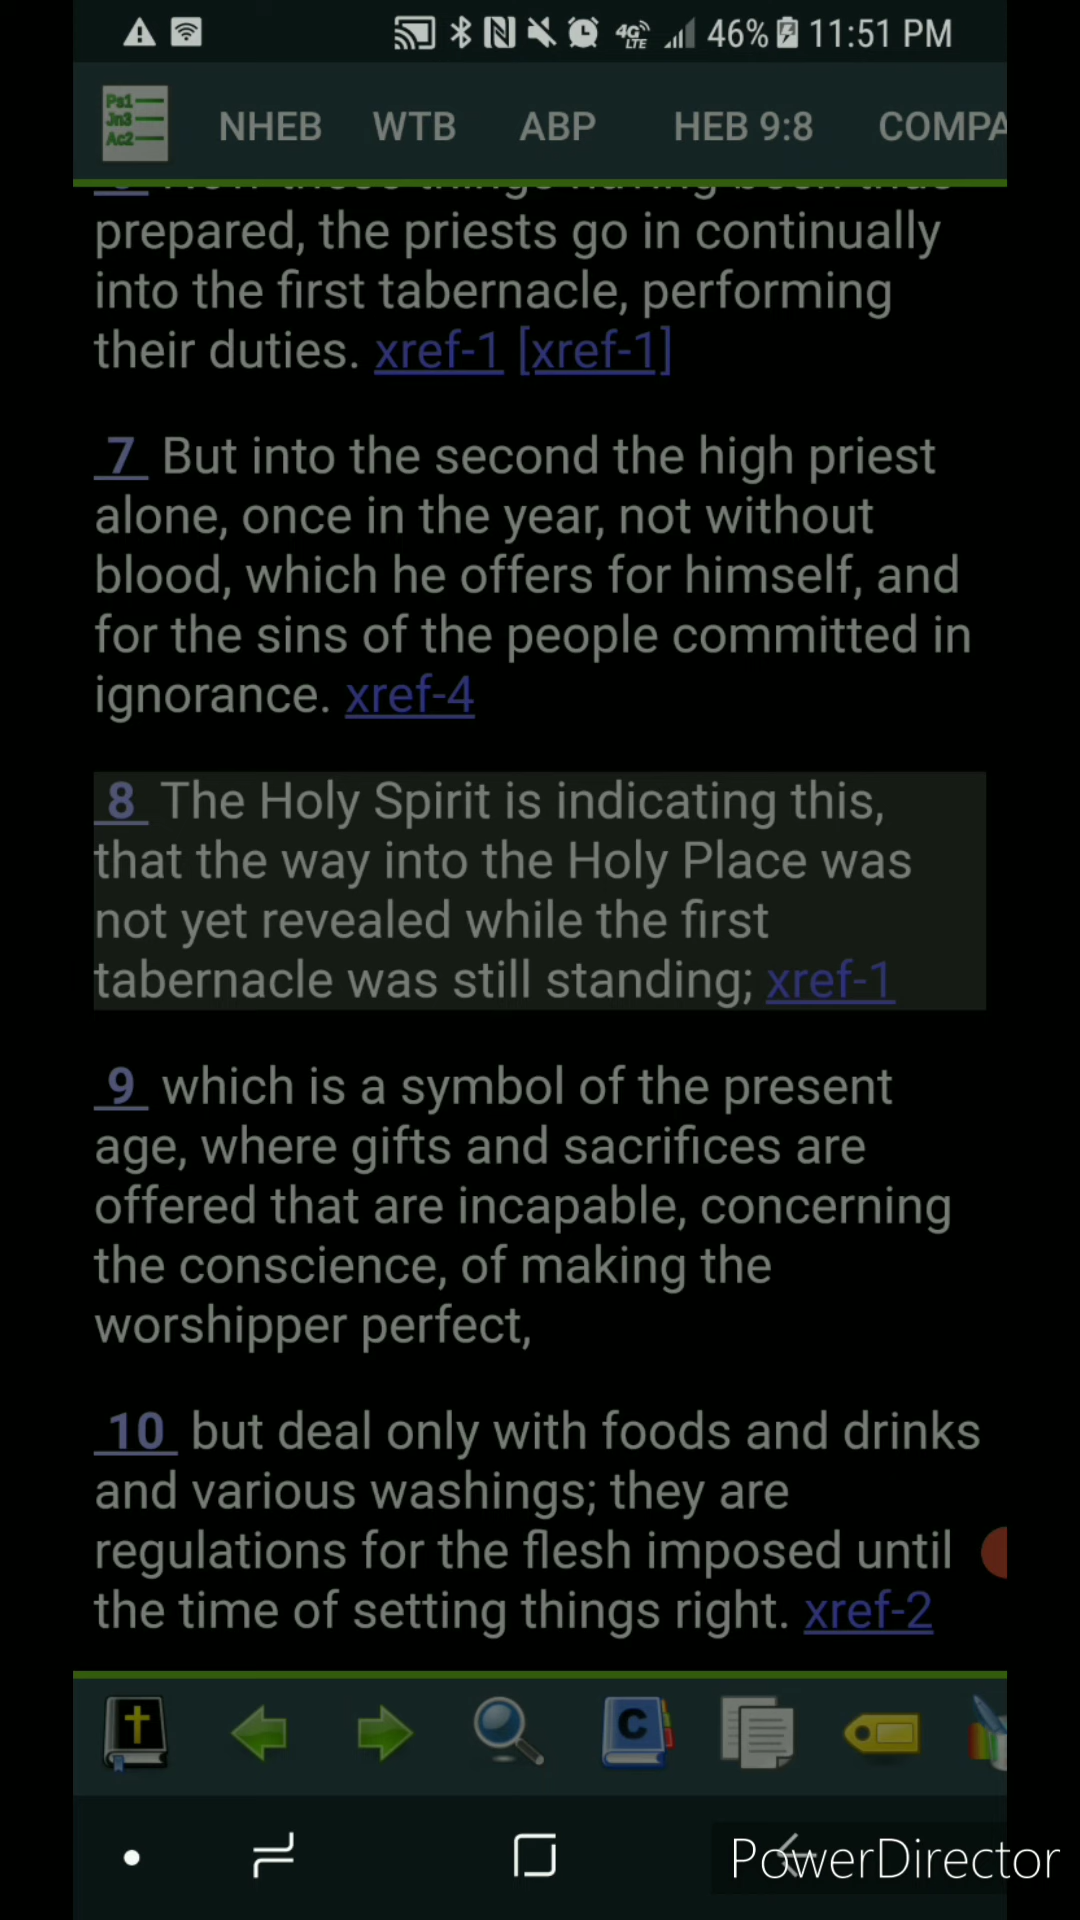 46% 11:51 PM
4G LTE
Ps1
Jn3
Ac2
NHEB WTB ABP HEB 9:8 COMPA
prepared, the priests go in continually
into the first tabernacle, performing
their duties. xref-1 [xref-1]
7 But into the second the high priest
alone, once in the year, not without
blood, which he offers for himself, and
for the sins of the people committed in
ignorance. xref-4
8 The Holy Spirit is indicating this,
that the way into the Holy Place was
not yet revealed while the first
tabernacle was still standing; xref-1
9 which is a symbol of the present
age, where gifts and sacrifices are
offered that are incapable, concerning
the conscience, of making the
worshipper perfect,
10 but deal only with foods and drinks
and various washings; they are
regulations for the flesh imposed until
the time of setting things right. xref-2
C
PowerDirector